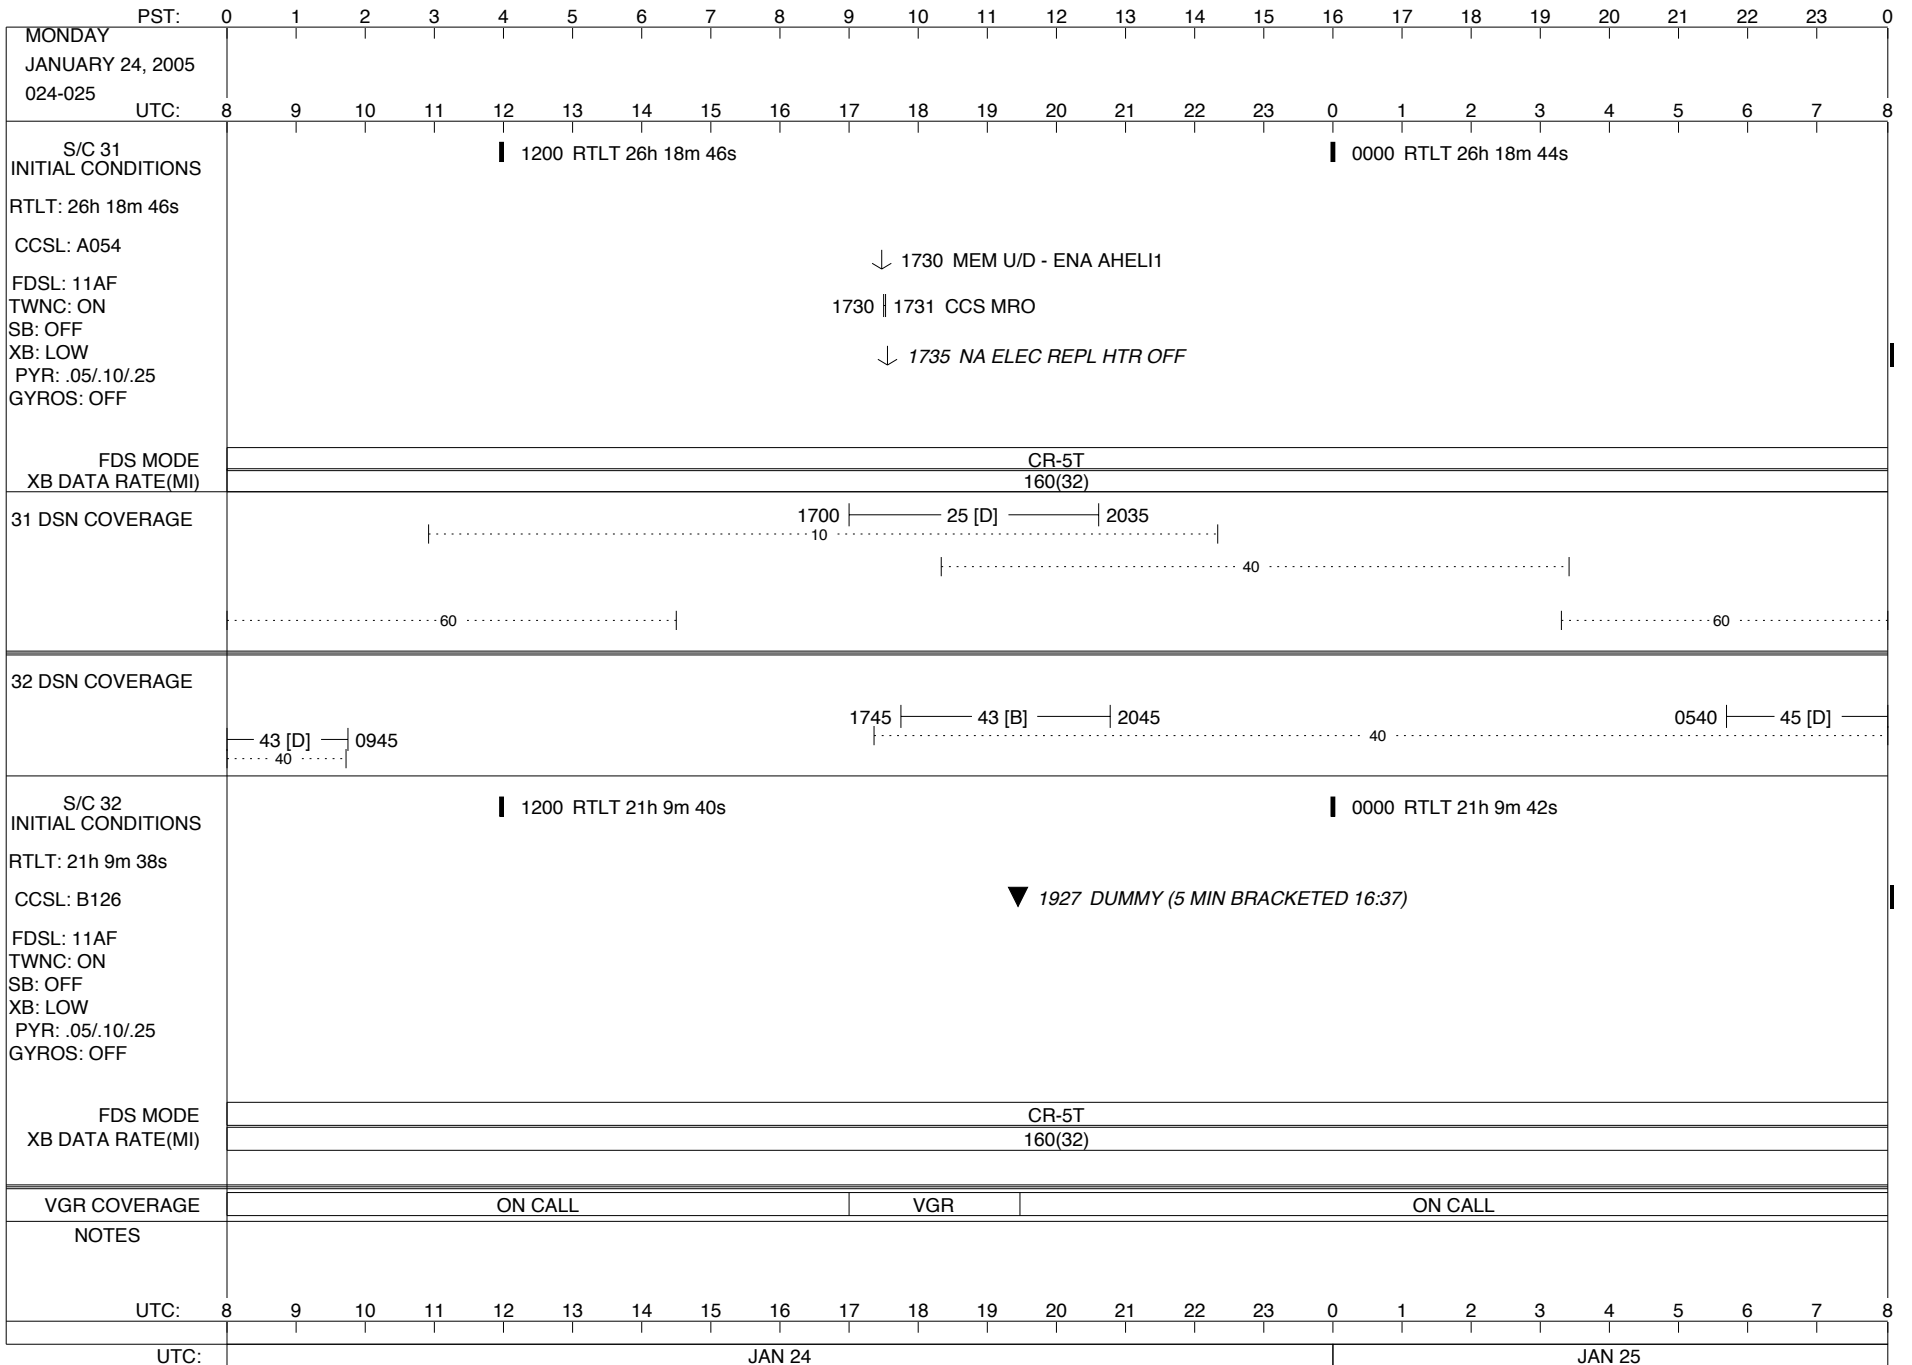 PST: 0 1 2 3 4 5 6 7 8 9 10 11 12 13 14 15 16 17 18 19 20 21 22 23 0
MONDAY
JANUARY 24, 2005
024-025
UTC: 8 9 10 11 12 13 14 15 16 17 18 19 20 21 22 23 0 1 2 3 4 5 6 7 8
S/C 31
INITIAL CONDITIONS
1200 RTLT 26h 18m 46s
0000 RTLT 26h 18m 44s
RTLT: 26h 18m 46s
CCSL: A054
1730 MEM U/D - ENA AHELI1
FDSL: 11AF
TWNC: ON
1730 1731 CCS MRO
SB: OFF
XB: LOW
1735 NA ELEC REPL HTR OFF
PYR: .05/.10/.25
GYROS: OFF
FDS MODE CR-5T
XB DATA RATE(MI) 160(32)
31 DSN COVERAGE
1700 25 [D] 2035
10
40
60 60
32 DSN COVERAGE
1745 43 [B] 2045
0540 45 [D]
43 [D] 0945
40
40
S/C 32
INITIAL CONDITIONS
1200 RTLT 21h 9m 40s
0000 RTLT 21h 9m 42s
RTLT: 21h 9m 38s
CCSL: B126
1927 DUMMY (5 MIN BRACKETED 16:37)
FDSL: 11AF
TWNC: ON
SB: OFF
XB: LOW
PYR: .05/.10/.25
GYROS: OFF
FDS MODE CR-5T
XB DATA RATE(MI) 160(32)
VGR COVERAGE ON CALL VGR ON CALL
NOTES
UTC: 8 9 10 11 12 13 14 15 16 17 18 19 20 21 22 23 0 1 2 3 4 5 6 7 8
UTC: JAN 24 JAN 25